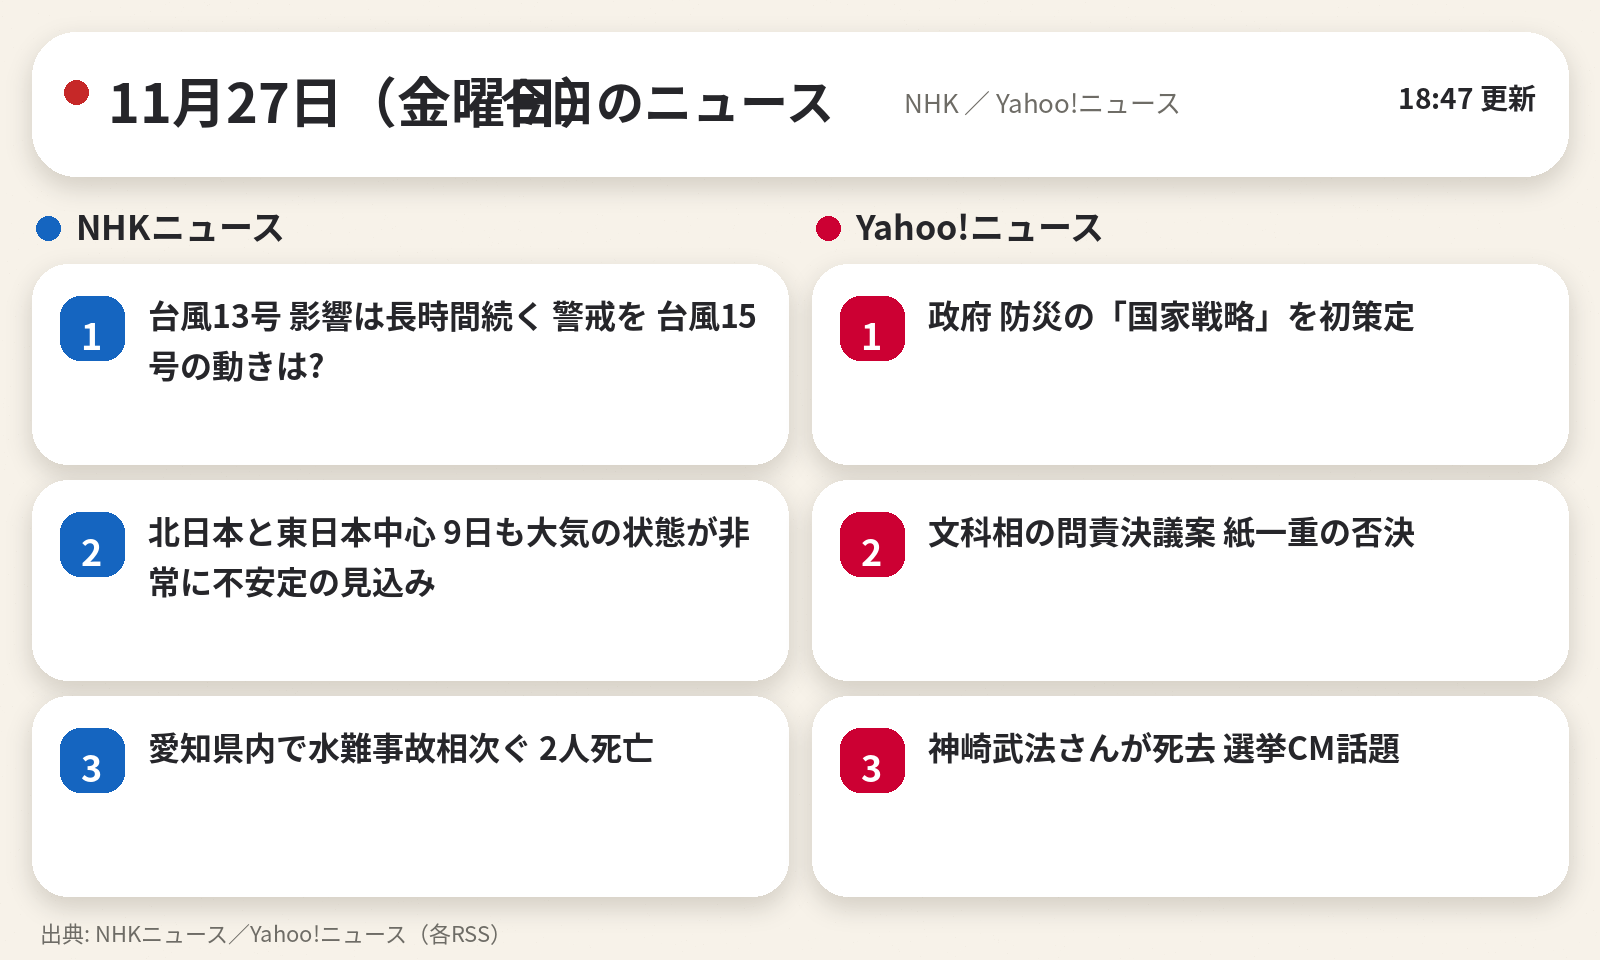 11月27日（金曜日）今日のニュース
NHK ／ Yahoo!ニュース
18:47 更新
NHKニュース
1
台風13号 影響は長時間続く 警戒を 台風15
号の動きは?
2
北日本と東日本中心 9日も大気の状態が非
常に不安定の見込み
3
愛知県内で水難事故相次ぐ 2人死亡
Yahoo!ニュース
1
政府 防災の「国家戦略」を初策定
2
文科相の問責決議案 紙一重の否決
3
神崎武法さんが死去 選挙CM話題
出典: NHKニュース／Yahoo!ニュース（各RSS）